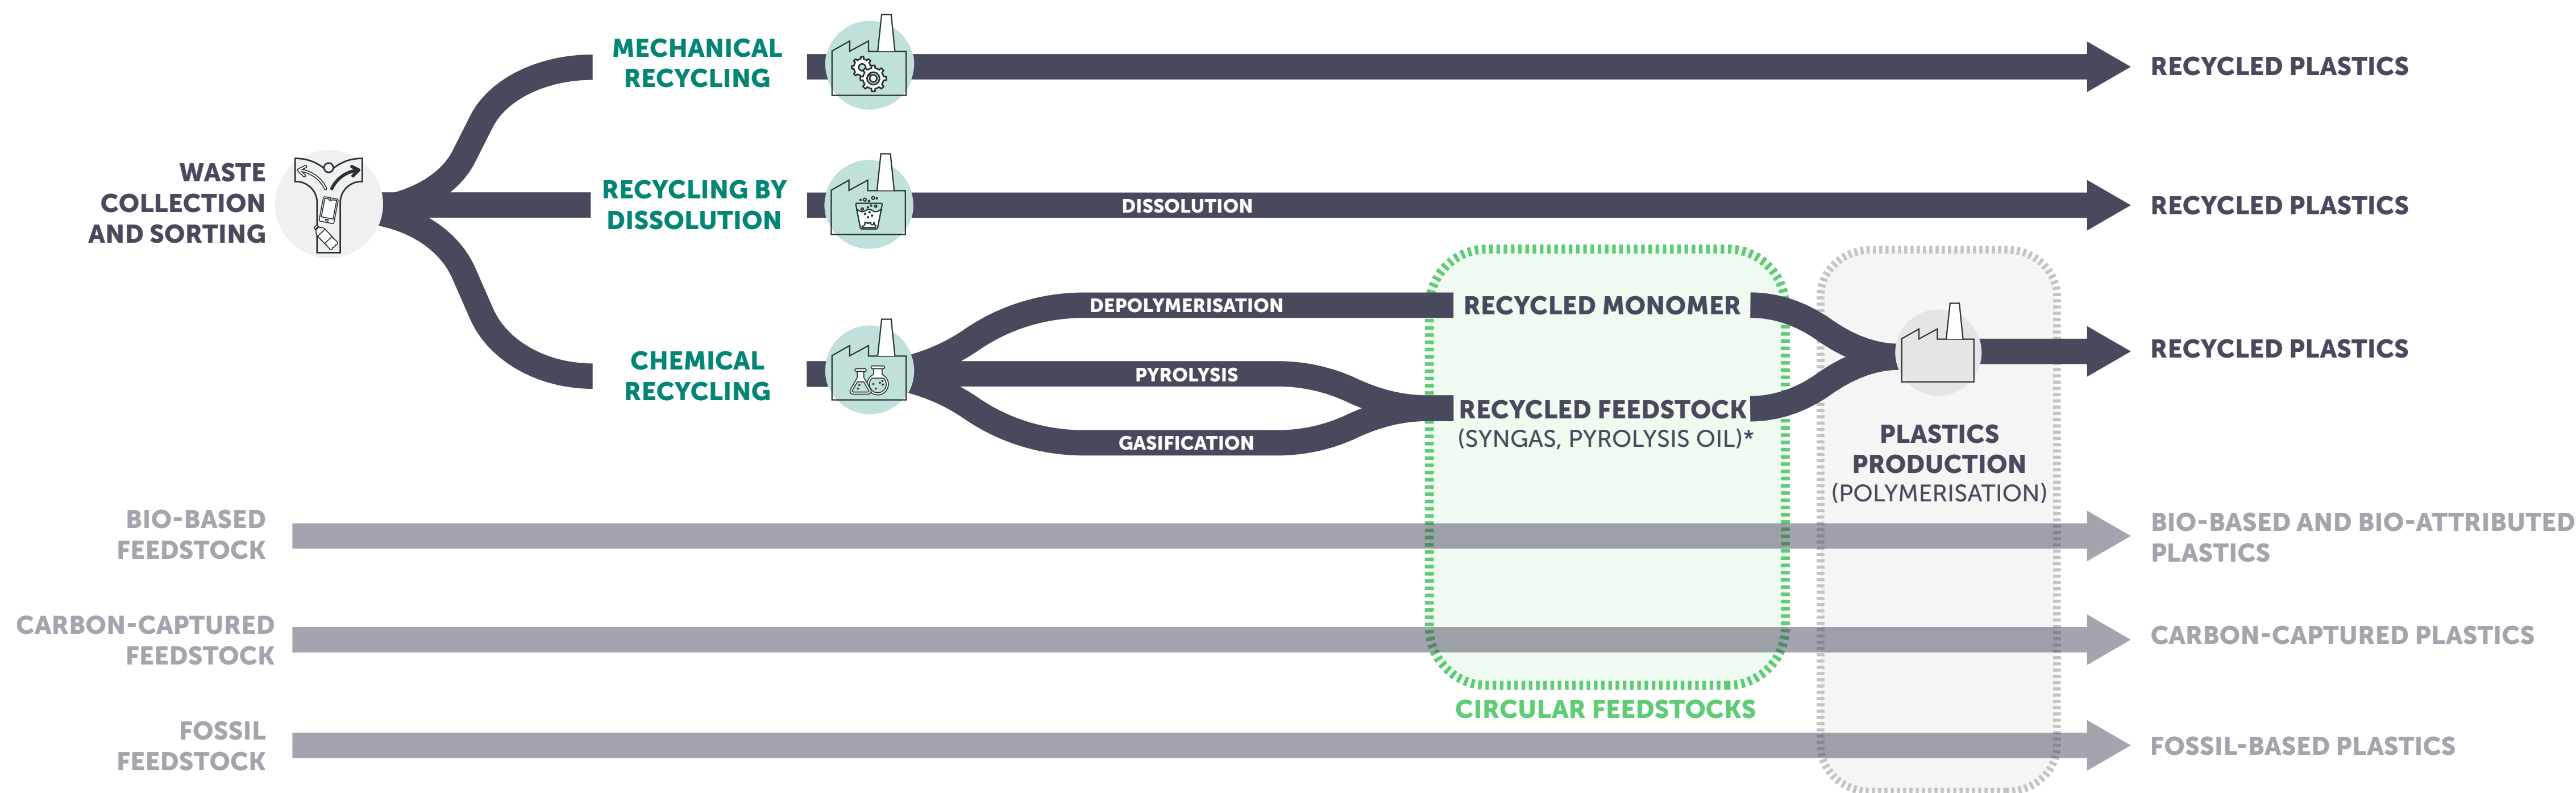 MECHANICAL
RECYCLING
RECYCLED PLASTICS
WASTE
COLLECTION
AND SORTING
RECYCLING BY
DISSOLUTION
DISSOLUTION
RECYCLED PLASTICS
CHEMICAL
RECYCLING
DEPOLYMERISATION
PYROLYSIS
GASIFICATION
RECYCLED MONOMER
RECYCLED FEEDSTOCK
(SYNGAS, PYROLYSIS OIL)*
PLASTICS
PRODUCTION
(POLYMERISATION)
RECYCLED PLASTICS
BIO-BASED
FEEDSTOCK
BIO-BASED AND BIO-ATTRIBUTED
PLASTICS
CARBON-CAPTURED
FEEDSTOCK
CARBON-CAPTURED PLASTICS
CIRCULAR FEEDSTOCKS
FOSSIL
FEEDSTOCK
FOSSIL-BASED PLASTICS